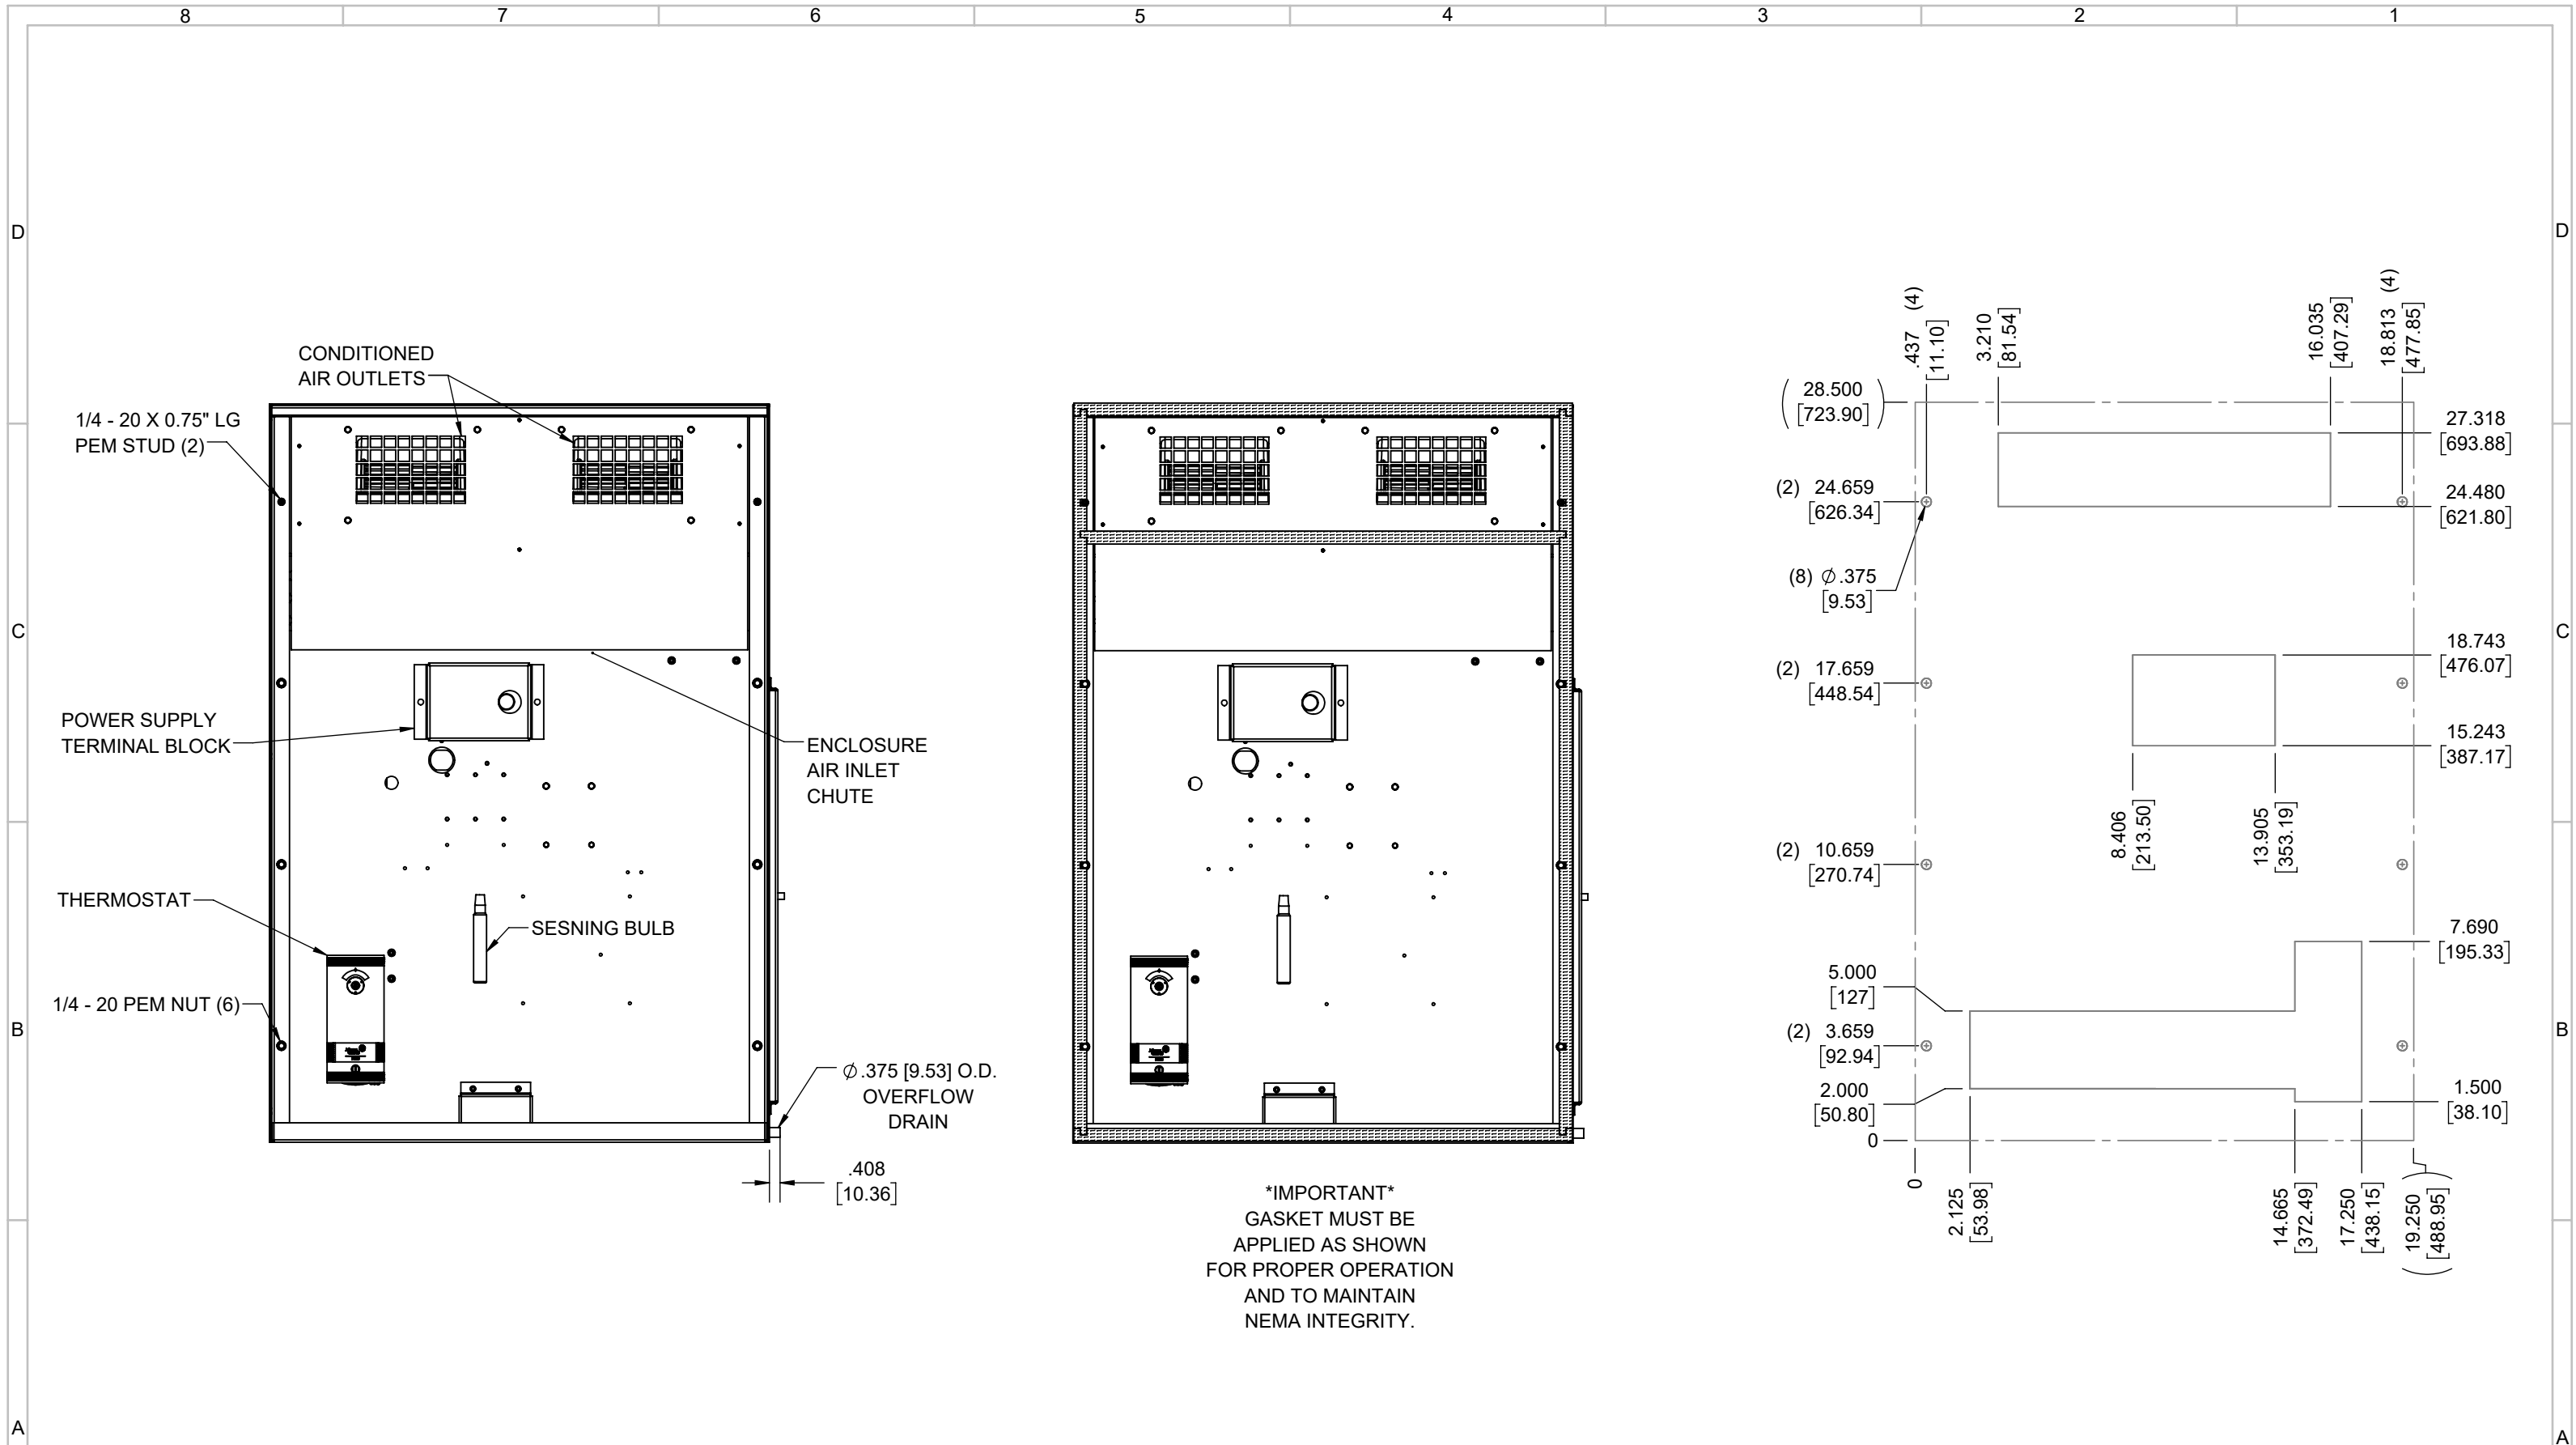 8 7 6 5 4 3 2 1
D
D
C
C
B
B
A
A
CONDITIONED
AIR OUTLETS
1/4 - 20 X 0.75" LG
PEM STUD (2)
POWER SUPPLY
TERMINAL BLOCK
ENCLOSURE
AIR INLET
CHUTE
THERMOSTAT
SESNING BULB
1/4 - 20 PEM NUT (6)
Ø.375 [9.53] O.D.
OVERFLOW
DRAIN
.408
[10.36]
*IMPORTANT*
GASKET MUST BE
APPLIED AS SHOWN
FOR PROPER OPERATION
AND TO MAINTAIN
NEMA INTEGRITY.
.437 (4)
[11.10]
3.210
[81.54]
16.035
[407.29]
18.813 (4)
[477.85]
(28.500
[723.90])
27.318
[693.88]
(2) 24.659
[626.34]
24.480
[621.80]
(8) Ø.375
[9.53]
18.743
[476.07]
(2) 17.659
[448.54]
15.243
[387.17]
8.406
[213.50]
13.905
[353.19]
(2) 10.659
[270.74]
7.690
[195.33]
5.000
[127]
(2) 3.659
[92.94]
2.000
[50.80]
1.500
[38.10]
0
0
2.125
[53.98]
14.665
[372.49]
17.250
[438.15]
(19.250
[488.95])